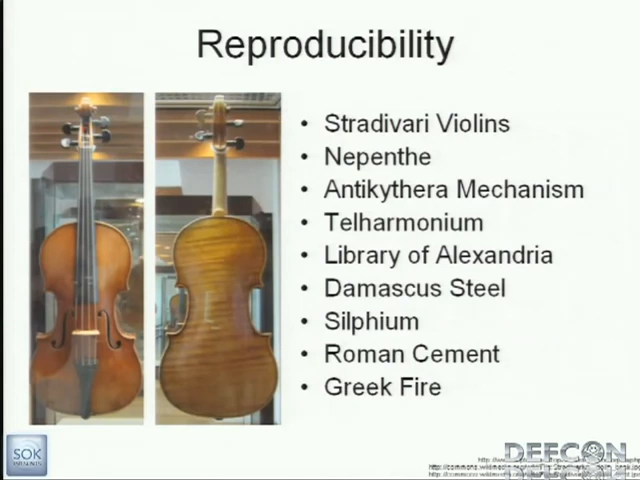 Reproducibility
• Stradivari Violins
• Nepenthe
• Antikythera Mechanism
• Telharmonium
• Library of Alexandria
• Damascus Steel
• Silphium
• Roman Cement
• Greek Fire
SOK
DEFCON